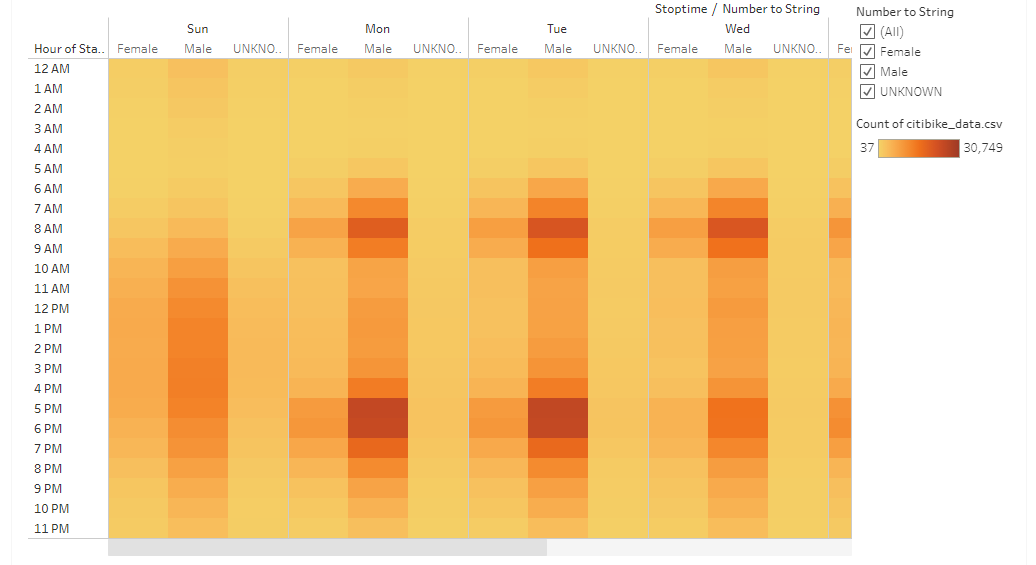 Stoptime / Number to String
Sun Mon Tue Wed
Hour of Sta.. Female Male UNKNO.. Female Male UNKNO.. Female Male UNKNO.. Female Male UNKNO.. Fe
12 AM
1 AM
2 AM
3 AM
4 AM
5 AM
6 AM
7 AM
8 AM
9 AM
10 AM
11 AM
12 PM
1 PM
2 PM
3 PM
4 PM
5 PM
6 PM
7 PM
8 PM
9 PM
10 PM
11 PM
Number to String
(All)
Female
Male
UNKNOWN
Count of citibike_data.csv
37 30,749